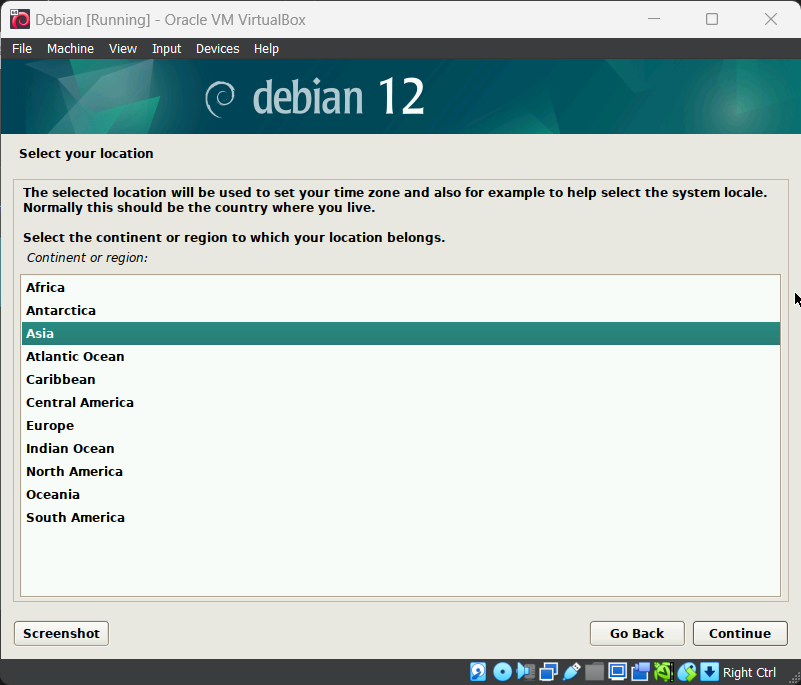 Debian [Running] - Oracle VM VirtualBox
File Machine View Input Devices Help
debian 12
Select your location
The selected location will be used to set your time zone and also for example to help select the system locale.
Normally this should be the country where you live.
Select the continent or region to which your location belongs.
Continent or region:
Africa
Antarctica
Asia
Atlantic Ocean
Caribbean
Central America
Europe
Indian Ocean
North America
Oceania
South America
Screenshot Go Back Continue
Right Ctrl